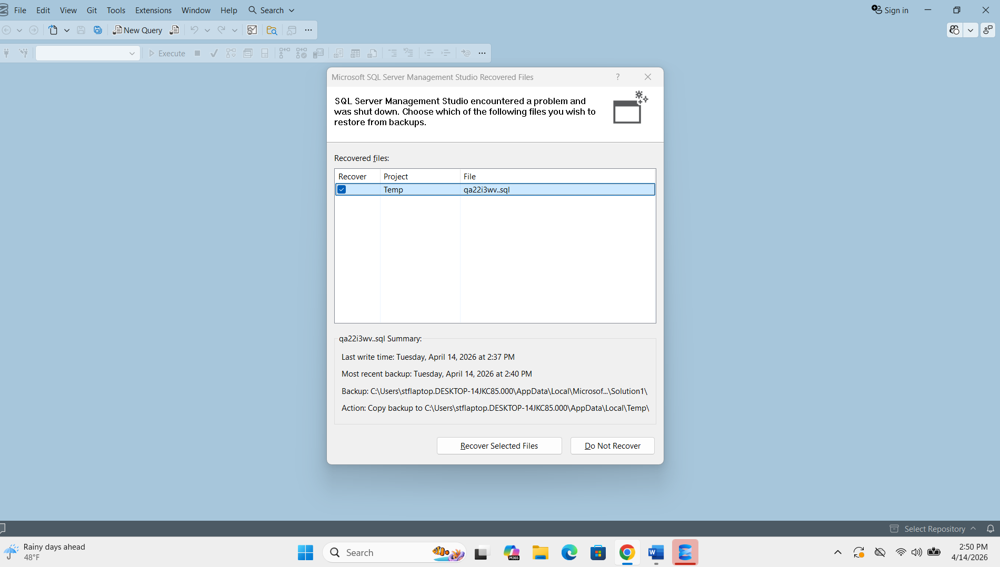 File Edit View Git Tools Extensions Window Help Search Sign in
New Query
Execute
Microsoft SQL Server Management Studio Recovered Files ?
SQL Server Management Studio encountered a problem and
was shut down. Choose which of the following files you wish to
restore from backups.
Recovered files:
Recover Project File
Temp qa22i3wv..sql
qa22i3wv..sql Summary:
Last write time: Tuesday, April 14, 2026 at 2:37 PM
Most recent backup: Tuesday, April 14, 2026 at 2:40 PM
Backup: C:\Users\stflaptop.DESKTOP-14JKC85.000\AppData\Local\Microsof...\Solution1\
Action: Copy backup to C:\Users\stflaptop.DESKTOP-14JKC85.000\AppData\Local\Temp\
Recover Selected Files Do Not Recover
Select Repository
Rainy days ahead
48°F
Search
M365
W
2:50 PM
4/14/2026